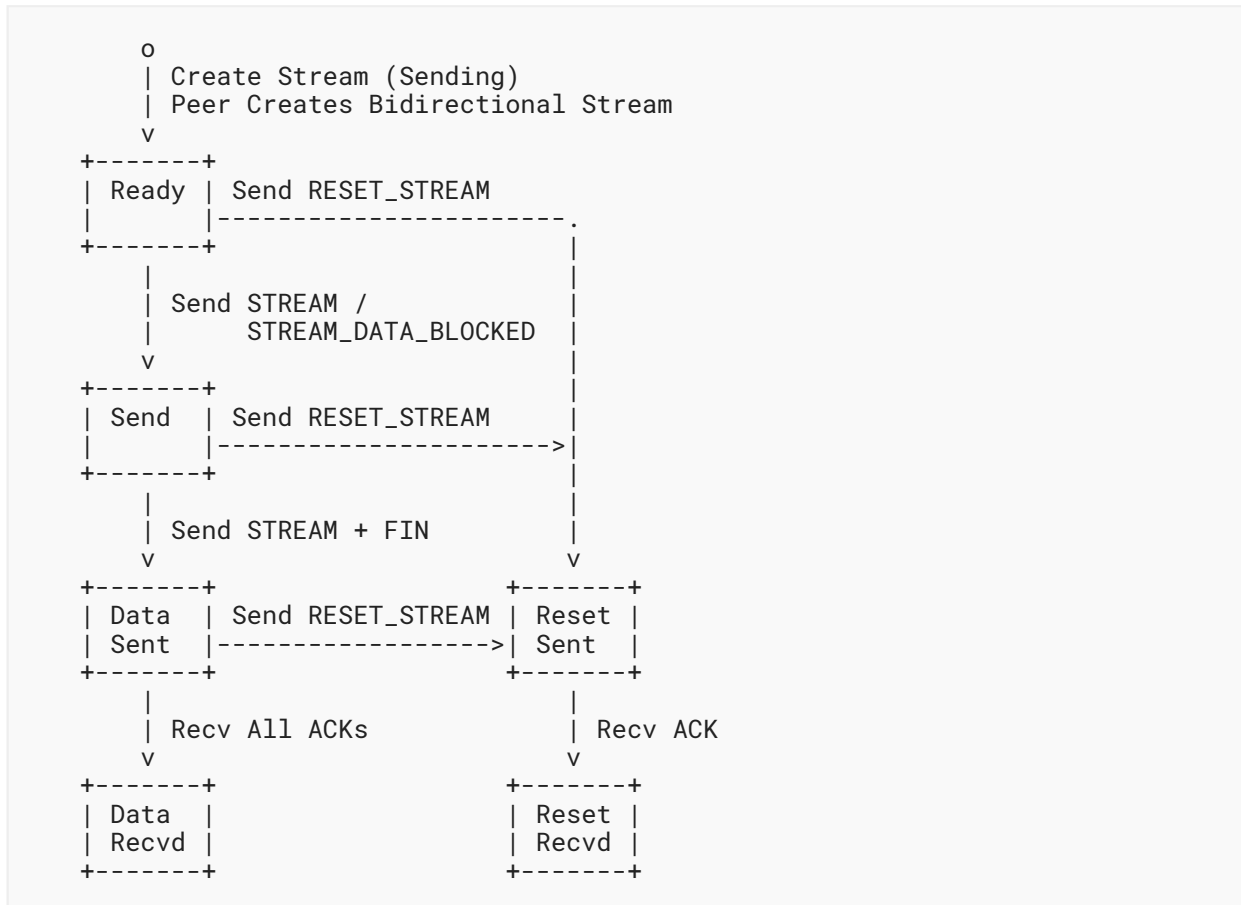 o
       | Create Stream (Sending)
       | Peer Creates Bidirectional Stream
       v
   +-------+
   | Ready | Send RESET_STREAM
   |       |-----------------------.
   +-------+                       |
       |                           |
       | Send STREAM /             |
       |      STREAM_DATA_BLOCKED  |
       v                           |
   +-------+                       |
   | Send  | Send RESET_STREAM     |
   |       |---------------------->|
   +-------+                       |
       |                           |
       | Send STREAM + FIN         |
       v                           v
   +-------+                   +-------+
   | Data  | Send RESET_STREAM | Reset |
   | Sent  |------------------>| Sent  |
   +-------+                   +-------+
       |                           |
       | Recv All ACKs             | Recv ACK
       v                           v
   +-------+                   +-------+
   | Data  |                   | Reset |
   | Recvd |                   | Recvd |
   +-------+                   +-------+